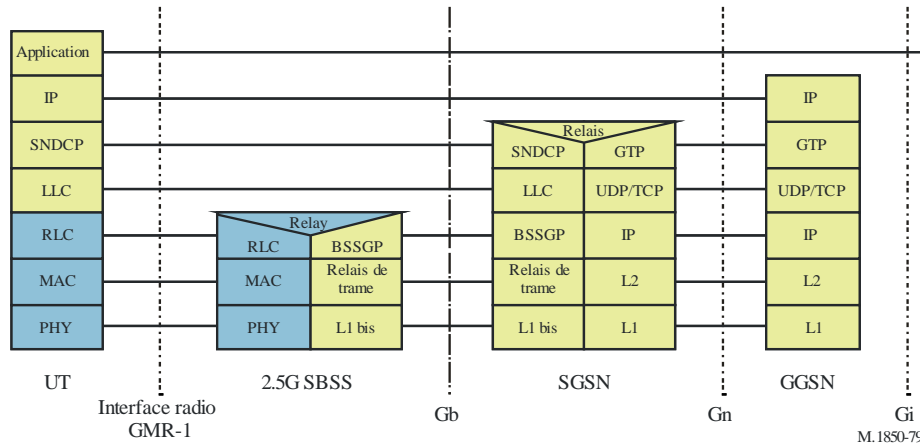 Application
IP
SNDCP
LLC
RLC
MAC
PHY
UT
Interface radio
GMR-1
Relay
RLC
BSSGP
MAC
Relais de
trame
PHY
L1 bis
2.5G SBSS
Gb
Relais
SNDCP
GTP
LLC
UDP/TCP
BSSGP
IP
Relais de
trame
L2
L1 bis
L1
SGSN
Gn
IP
GTP
UDP/TCP
IP
L2
L1
GGSN
Gi
M.1850-79